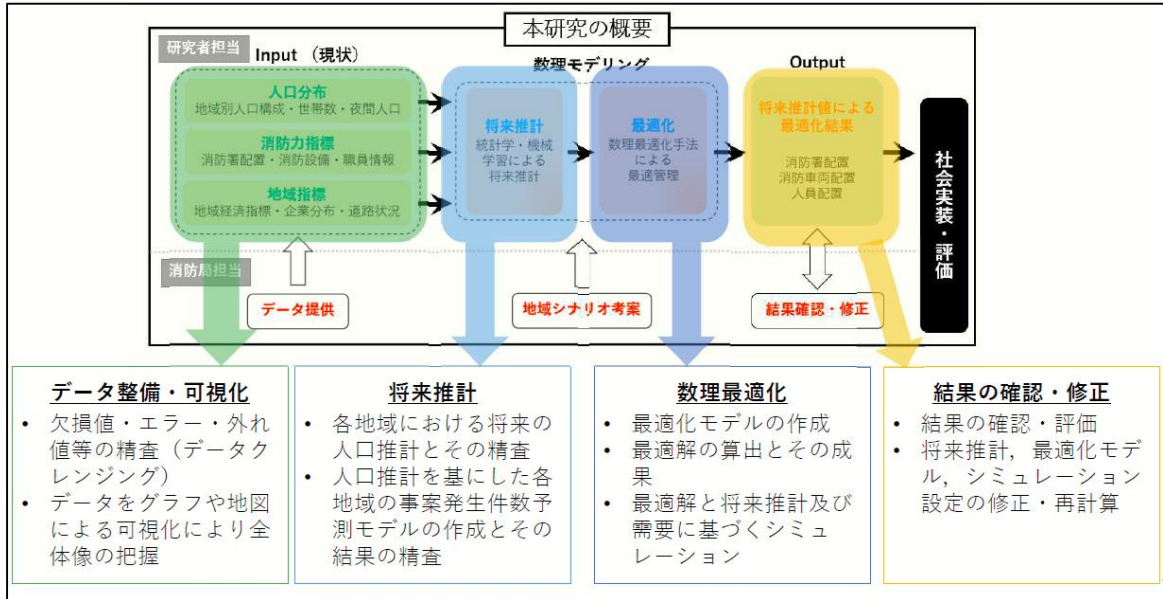 本研究の概要
研究者担当
Input （現状）
数理モデリング
Output
人口分布
地域別人口構成・世帯数・夜間人口
消防力指標
消防署配置・消防設備・職員情報
地域指標
地域経済指標・企業分布・道路状況
将来推計
統計学・機械
学習による
将来推計
最適化
数理最適化手法
による
最適管理
将来推計値による
最適化結果
消防署配置
消防車両配置
人員配置
社会実装・評価
消防局担当
データ提供
地域シナリオ考案
結果確認・修正
データ整備・可視化
• 欠損値・エラー・外れ
値等の精査（データク
レンジング）
• データをグラフや地図
による可視化により全
体像の把握
将来推計
• 各地域における将来の
人口推計とその精査
• 人口推計を基にした各
地域の事案発生件数予
測モデルの作成とその
結果の精査
数理最適化
• 最適化モデルの作成
• 最適解の算出とその成
果
• 最適解と将来推計及び
需要に基づくシミュ
レーション
結果の確認・修正
• 結果の確認・評価
• 将来推計，最適化モデ
ル，シミュレーション
設定の修正・再計算